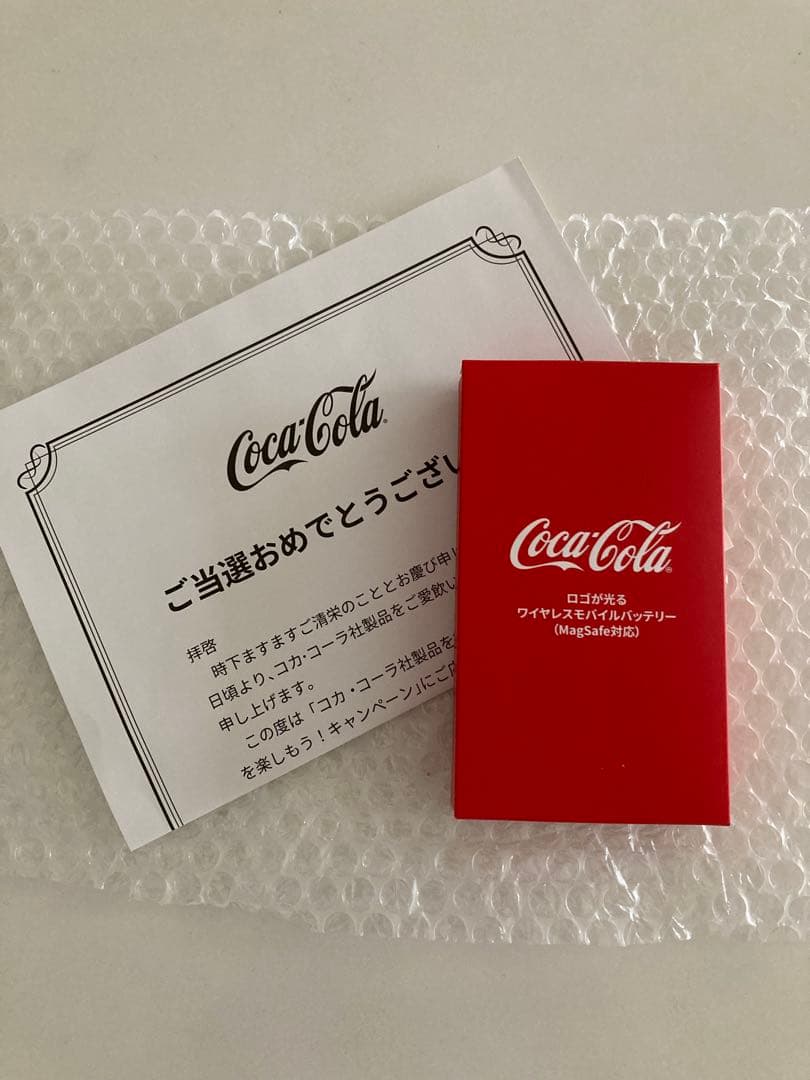 Coca-Cola
ご当選おめでとうござい
拝啓
時下ますますご清栄のこととお慶び申し
日頃より、コカ・コーラ社製品をご愛飲い
申し上げます。
この度は「コカ・コーラ社製品を
を楽しもう!キャンペーン」にご応
Coca-Cola
ロゴが光る
ワイヤレスモバイルバッテリー
(MagSafe対応)